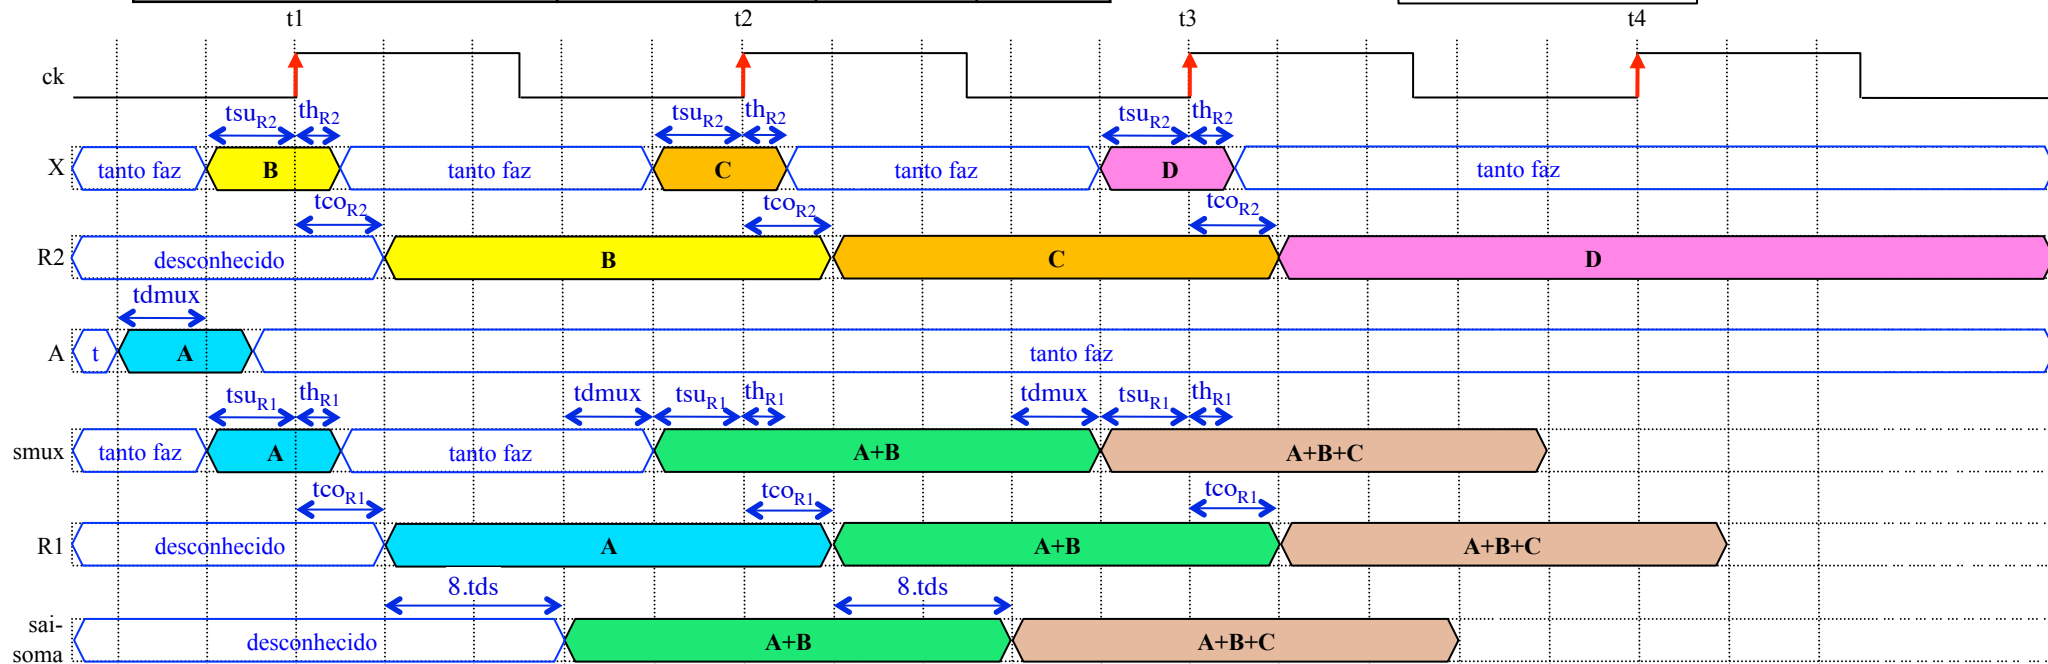 t1 t2 t3 t4
ck
tsuR2 thR2 tsuR2 thR2 tsuR2 thR2
X tanto faz B tanto faz C tanto faz D tanto faz
tcoR2 tcoR2 tcoR2
R2 desconhecido B C D
tdmux
A t A tanto faz
tsuR1 thR1 tdmux tsuR1 thR1 tdmux tsuR1 thR1
smux tanto faz A tanto faz A+B A+B+C
tcoR1 tcoR1 tcoR1
R1 desconhecido A A+B A+B+C
8.tds 8.tds
sai-
soma desconhecido A+B A+B+C